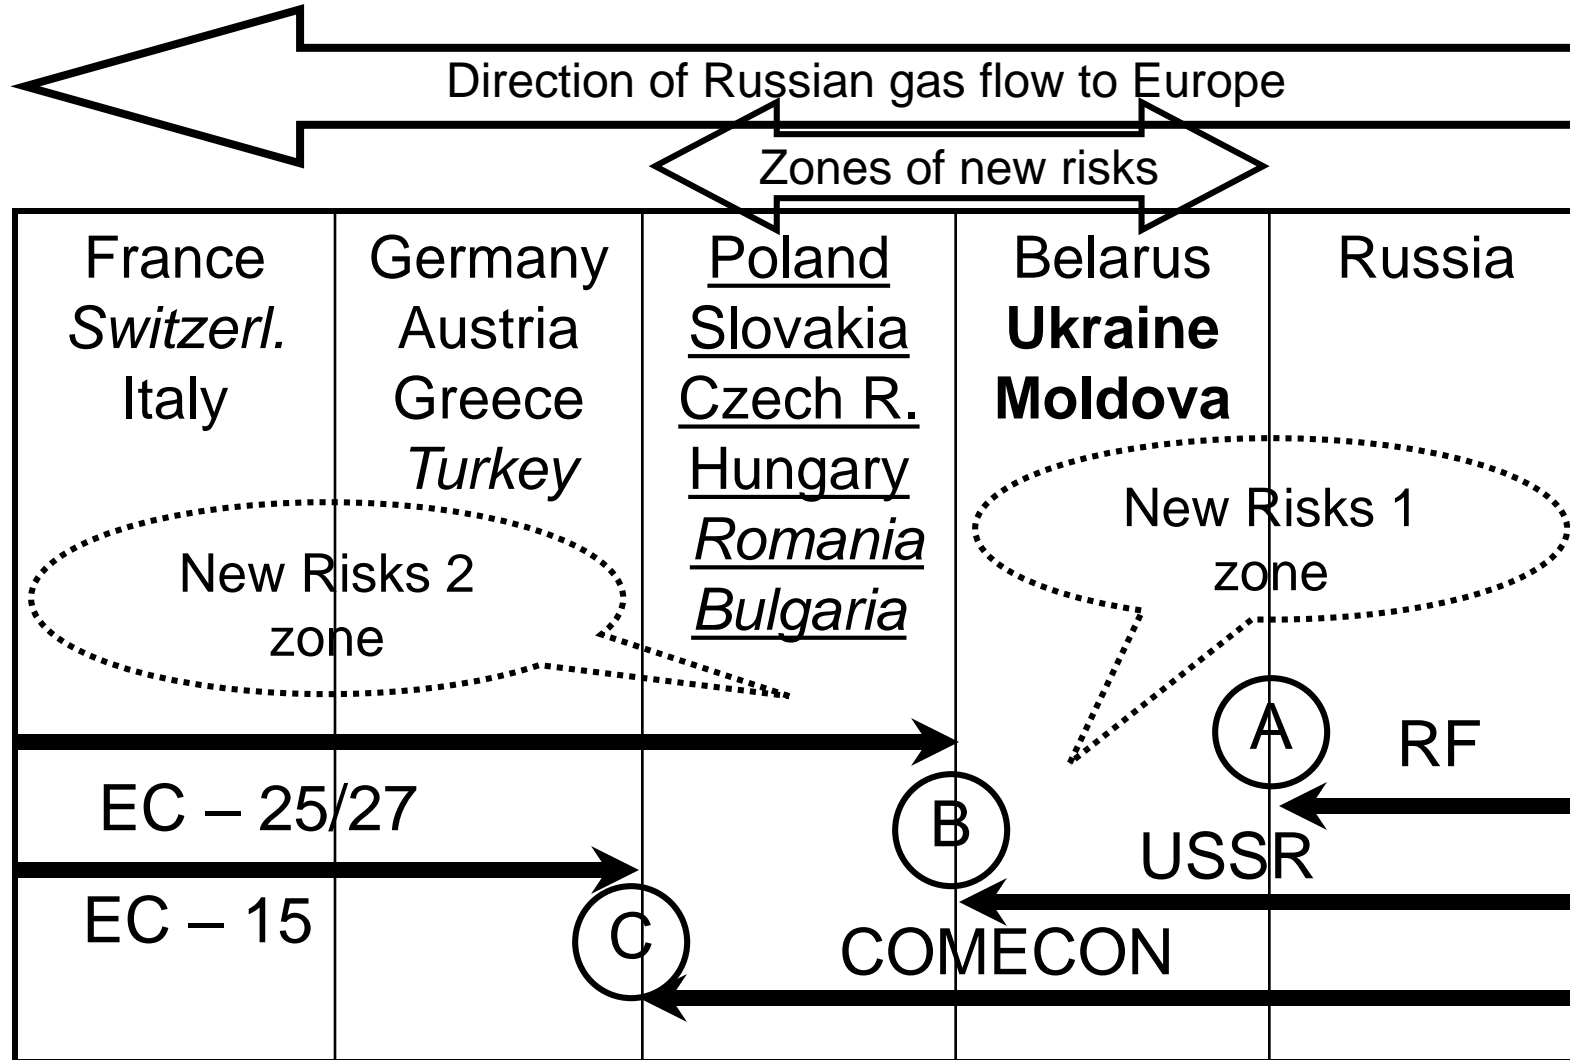 Direction of Russian gas flow to Europe
Zones of new risks
France
Switzerl.
Italy
Germany
Austria
Greece
Turkey
Poland
Slovakia
Czech R.
Hungary
Romania
Bulgaria
Belarus
Ukraine
Moldova
Russia
New Risks 2
zone
New Risks 1
zone
A
RF
EC – 25/27
B
USSR
EC – 15
C
COMECON